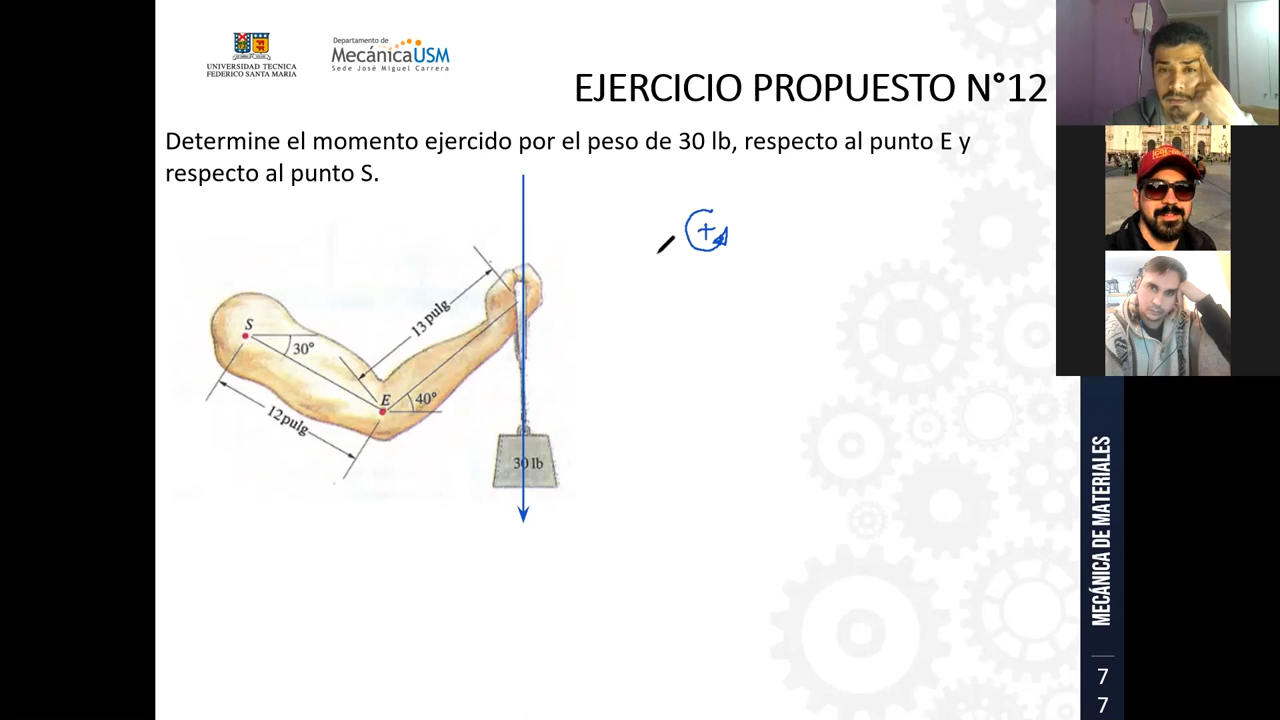 UNIVERSIDAD TECNICA
FEDERICO SANTA MARIA
Departamento de
MecánicaUSM
Sede José Miguel Carrera
EJERCICIO PROPUESTO N°12
Determine el momento ejercido por el peso de 30 lb, respecto al punto E y
respecto al punto S.
+
13 pulg
S
30°
E
40°
12 pulg
30 lb
MECÁNICA DE MATERIALES
7
7